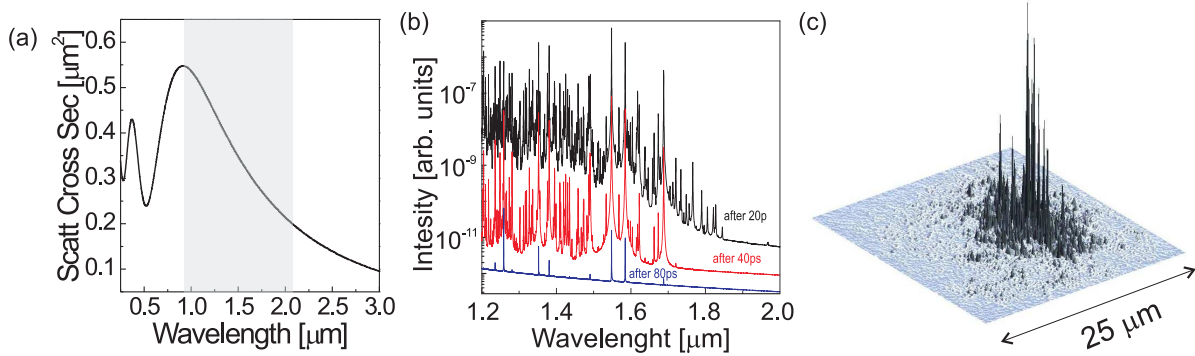 (a)
Scatt Cross Sec [μm²]
0.6
0.5
0.4
0.3
0.2
0.1
0.5 1.0 1.5 2.0 2.5 3.0
Wavelength [μm]
(b)
Intesity [arb. units]
10⁻⁷
10⁻⁹
10⁻¹¹
after 20p
after 40ps
after 80ps
1.2 1.4 1.6 1.8 2.0
Wavelenght [μm]
(c)
25 μm